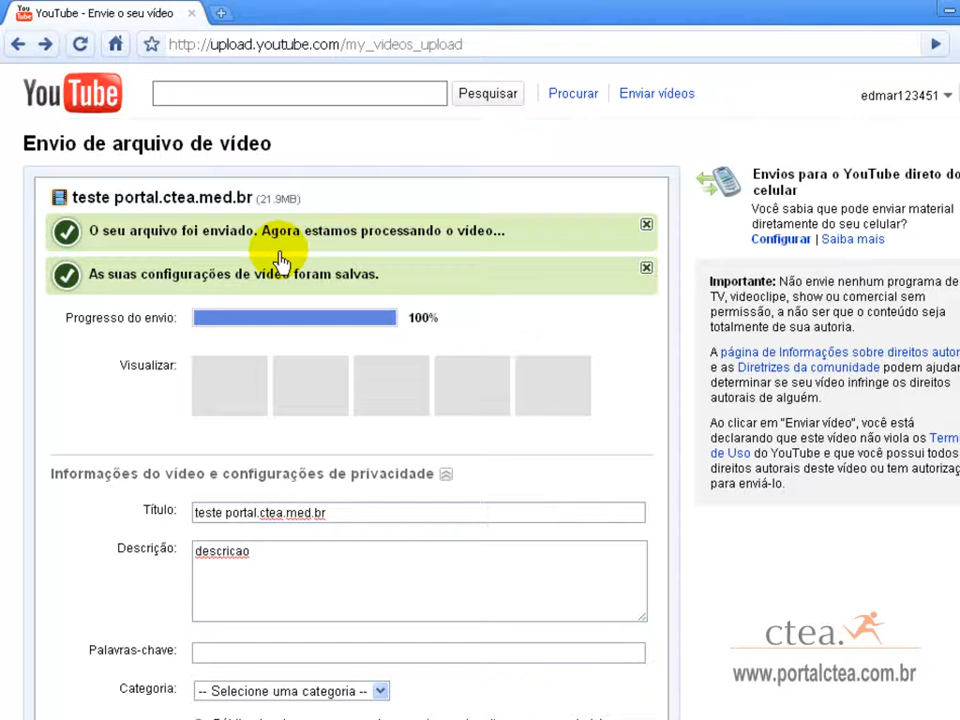 YouTube - Envie o seu vídeo
http://upload.youtube.com/my_videos_upload
YouTube
Pesquisar
Procurar
Enviar vídeos
edmar123451
Envio de arquivo de vídeo
teste portal.ctea.med.br (21.9MB)
O seu arquivo foi enviado. Agora estamos processando o vídeo...
As suas configurações de vídeo foram salvas.
Progresso do envio: 100%
Visualizar:
Informações do vídeo e configurações de privacidade
Título: teste portal.ctea.med.br
Descrição: descricao
Palavras-chave:
Categoria: -- Selecione uma categoria --
Envios para o YouTube direto do
celular
Você sabia que pode enviar material
diretamente do seu celular?
Configurar | Saiba mais
Importante: Não envie nenhum programa de
TV, videoclipe, show ou comercial sem
permissão, a não ser que o conteúdo seja
totalmente de sua autoria.
A página de Informações sobre direitos autor
e as Diretrizes da comunidade podem ajudar
determinar se seu vídeo infringe os direitos
autorais de alguém.
Ao clicar em "Enviar vídeo", você está
declarando que este vídeo não viola os Term
de Uso do YouTube e que você possui todos
direitos autorais deste vídeo ou tem autorizaç
para enviá-lo.
ctea.
www.portalctea.com.br